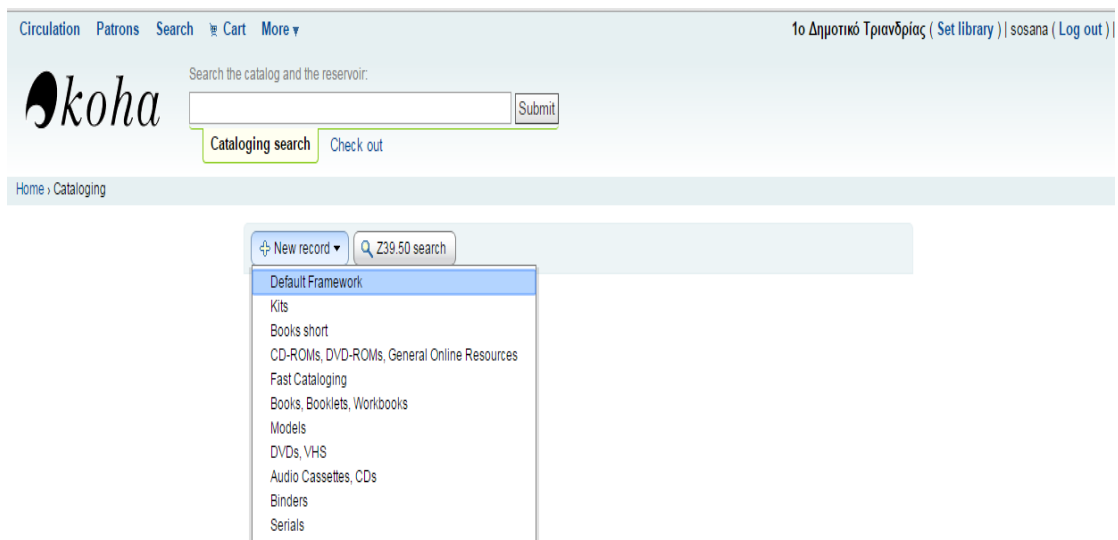 Circulation Patrons Search Cart More ▾ 1ο Δημοτικό Τριανδρίας ( Set library ) | sosana ( Log out ) |
koha
Search the catalog and the reservoir:
Submit
Cataloging search Check out
Home › Cataloging
New record ▾ Z39.50 search
Default Framework
Kits
Books short
CD-ROMs, DVD-ROMs, General Online Resources
Fast Cataloging
Books, Booklets, Workbooks
Models
DVDs, VHS
Audio Cassettes, CDs
Binders
Serials